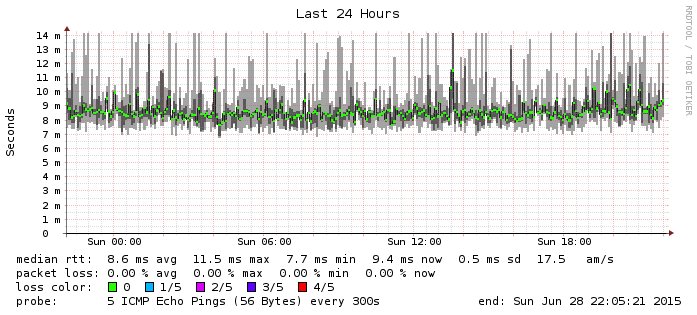 Last 24 Hours
RRDTOOL / TOBI OETIKER
Seconds
14 m
13 m
12 m
11 m
10 m
9 m
8 m
7 m
6 m
5 m
4 m
3 m
2 m
1 m
0
Sun 00:00 Sun 06:00 Sun 12:00 Sun 18:00
median rtt: 8.6 ms avg 11.5 ms max 7.7 ms min 9.4 ms now 0.5 ms sd 17.5 am/s
packet loss: 0.00 % avg 0.00 % max 0.00 % min 0.00 % now
loss color: 0 1/5 2/5 3/5 4/5
probe: 5 ICMP Echo Pings (56 Bytes) every 300s end: Sun Jun 28 22:05:21 2015